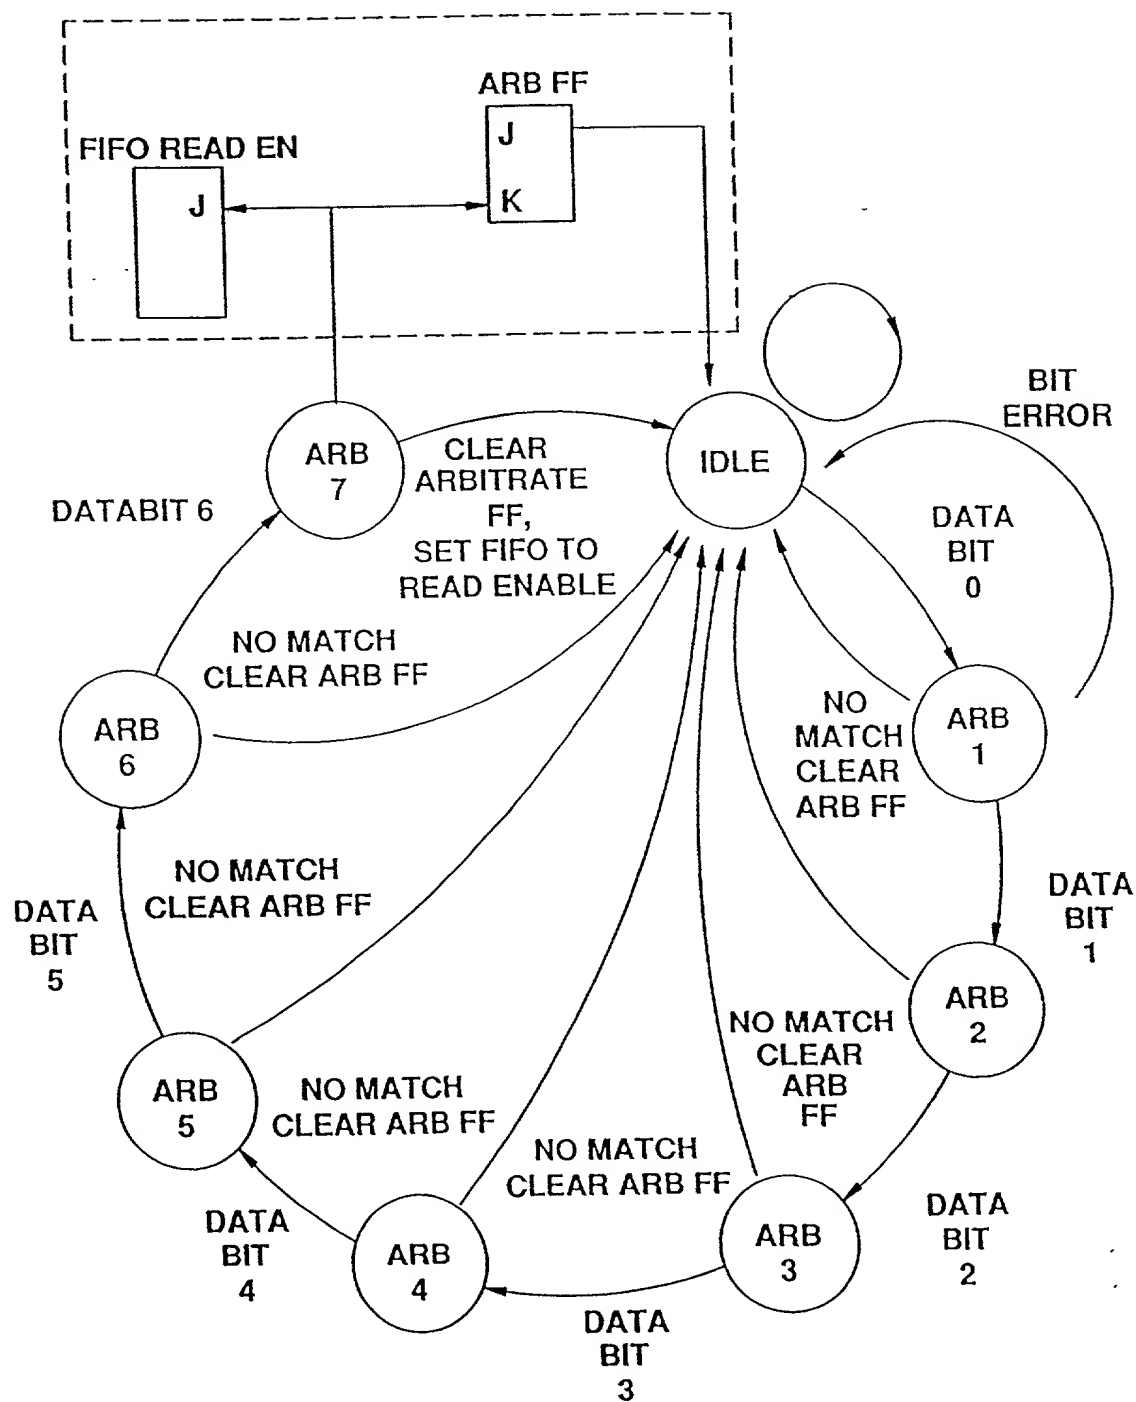 ARB FF
J
K
FIFO READ EN
J
BIT
ERROR
IDLE
ARB
7
CLEAR
ARBITRATE
FF,
SET FIFO TO
READ ENABLE
DATABIT 6
DATA
BIT
0
NO MATCH
CLEAR ARB FF
ARB
6
NO
MATCH
CLEAR
ARB FF
ARB
1
NO MATCH
CLEAR ARB FF
DATA
BIT
5
DATA
BIT
1
ARB
2
NO MATCH
CLEAR
ARB
FF
ARB
5
NO MATCH
CLEAR ARB FF
NO MATCH
CLEAR ARB FF
DATA
BIT
4
ARB
4
ARB
3
DATA
BIT
2
DATA
BIT
3